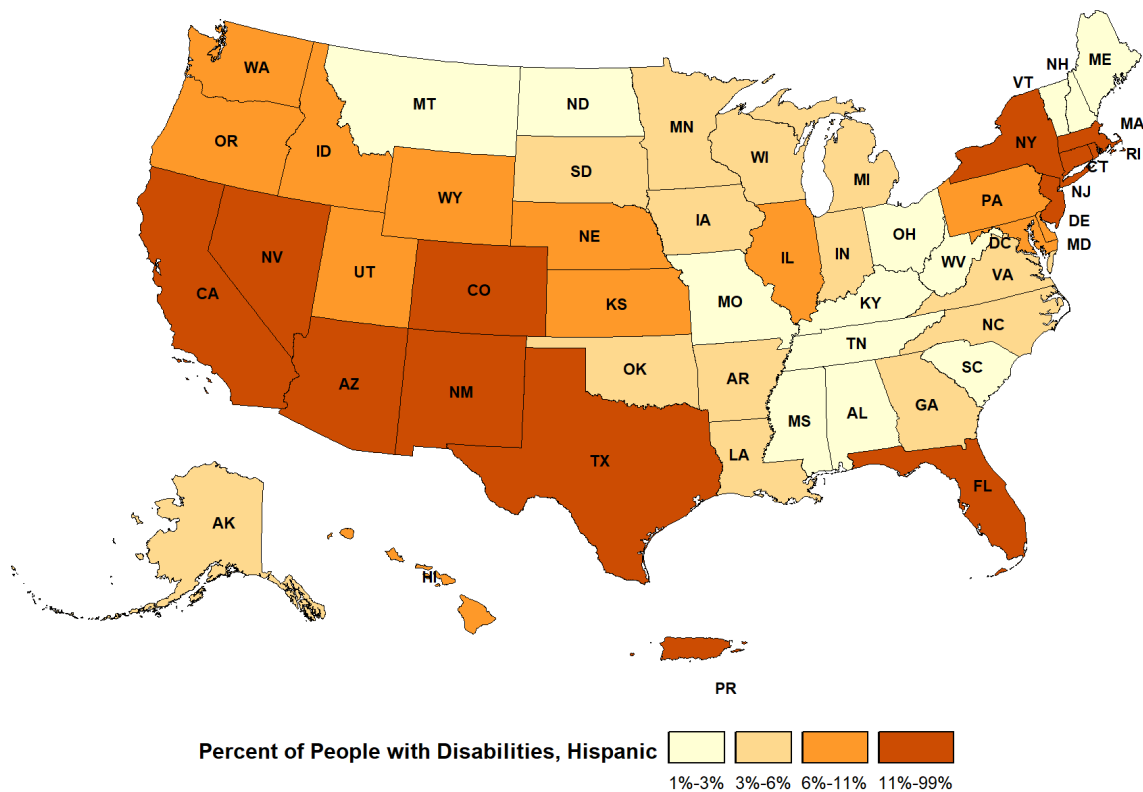 WA
MT
ND
MN
VT
NH
ME
OR
ID
SD
WI
MI
NY
MA
RI
CT
WY
IA
PA
NJ
NE
DE
NV
UT
CO
IL
IN
OH
DC
MD
WV
VA
CA
KS
MO
KY
NC
TN
AZ
NM
OK
AR
SC
MS
AL
GA
TX
LA
FL
AK
HI
PR
Percent of People with Disabilities, Hispanic
1%-3% 3%-6% 6%-11% 11%-99%